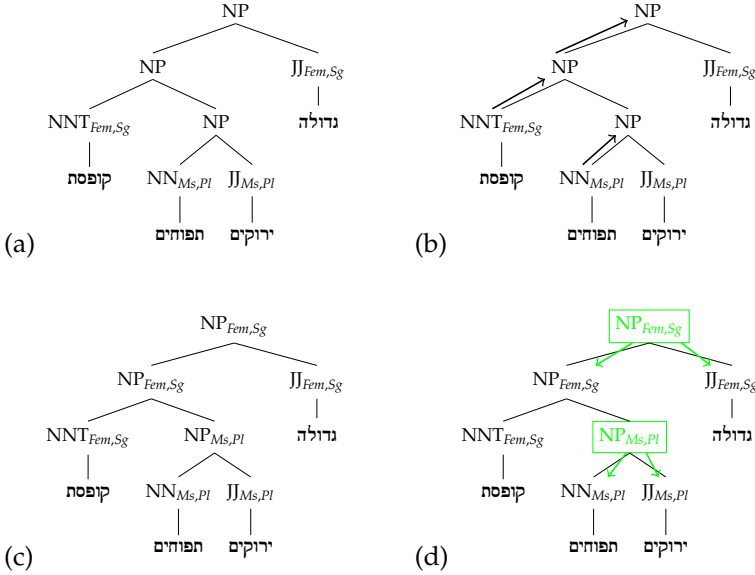 NP
NP JJFem,Sg
NNTFem,Sg NP גדולה
קופסת NNMs,Pl JJMs,Pl
תפוחים ירוקים
(a)
NP
NP JJFem,Sg
NNTFem,Sg NP גדולה
קופסת NNMs,Pl JJMs,Pl
תפוחים ירוקים
(b)
NPFem,Sg
NPFem,Sg JJFem,Sg
NNTFem,Sg NPMs,Pl גדולה
קופסת NNMs,Pl JJMs,Pl
תפוחים ירוקים
(c)
NPFem,Sg
NPFem,Sg JJFem,Sg
NNTFem,Sg NPMs,Pl גדולה
קופסת NNMs,Pl JJMs,Pl
תפוחים ירוקים
(d)